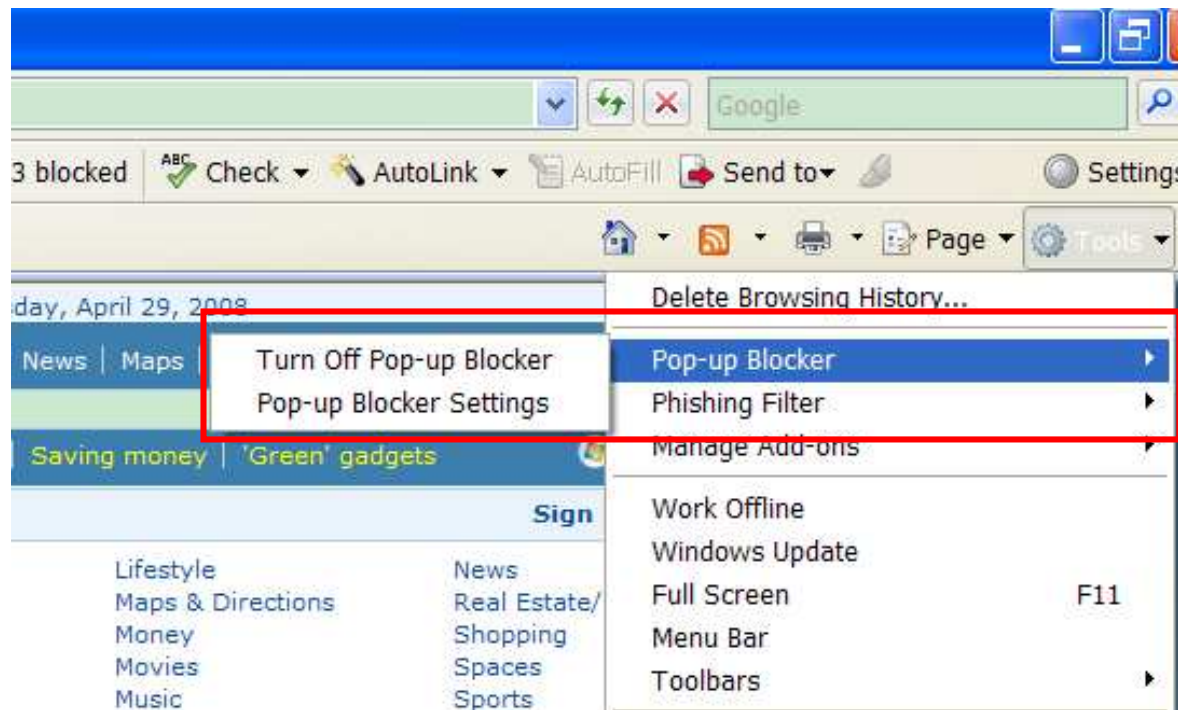 Google
3 blocked ABC Check AutoLink AutoFill Send to Settings
Page Tools
day, April 29, 2008
News | Maps |
Saving money | 'Green' gadgets
Sign
Lifestyle
Maps & Directions
Money
Movies
Music
News
Real Estate/
Shopping
Spaces
Sports
Turn Off Pop-up Blocker
Pop-up Blocker Settings
Delete Browsing History...
Pop-up Blocker
Phishing Filter
Manage Add-ons
Work Offline
Windows Update
Full Screen F11
Menu Bar
Toolbars